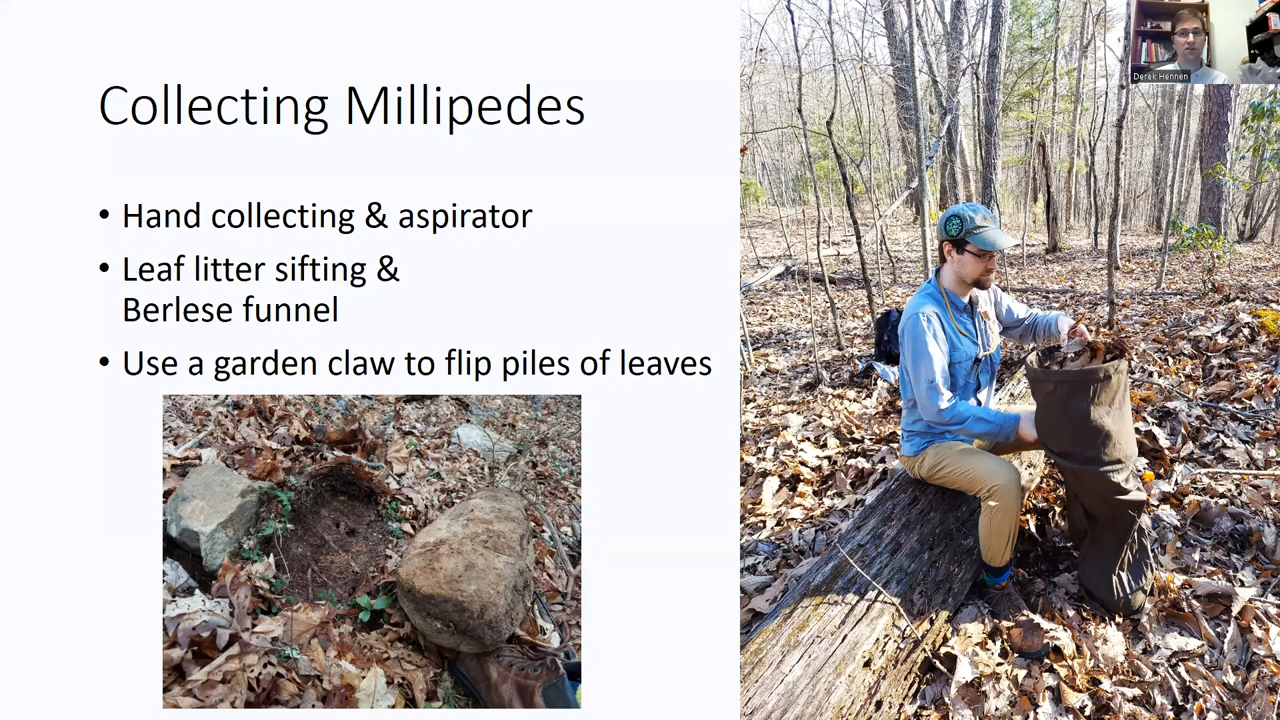 Derek Hennen
Collecting Millipedes
• Hand collecting & aspirator
• Leaf litter sifting &
Berlese funnel
• Use a garden claw to flip piles of leaves